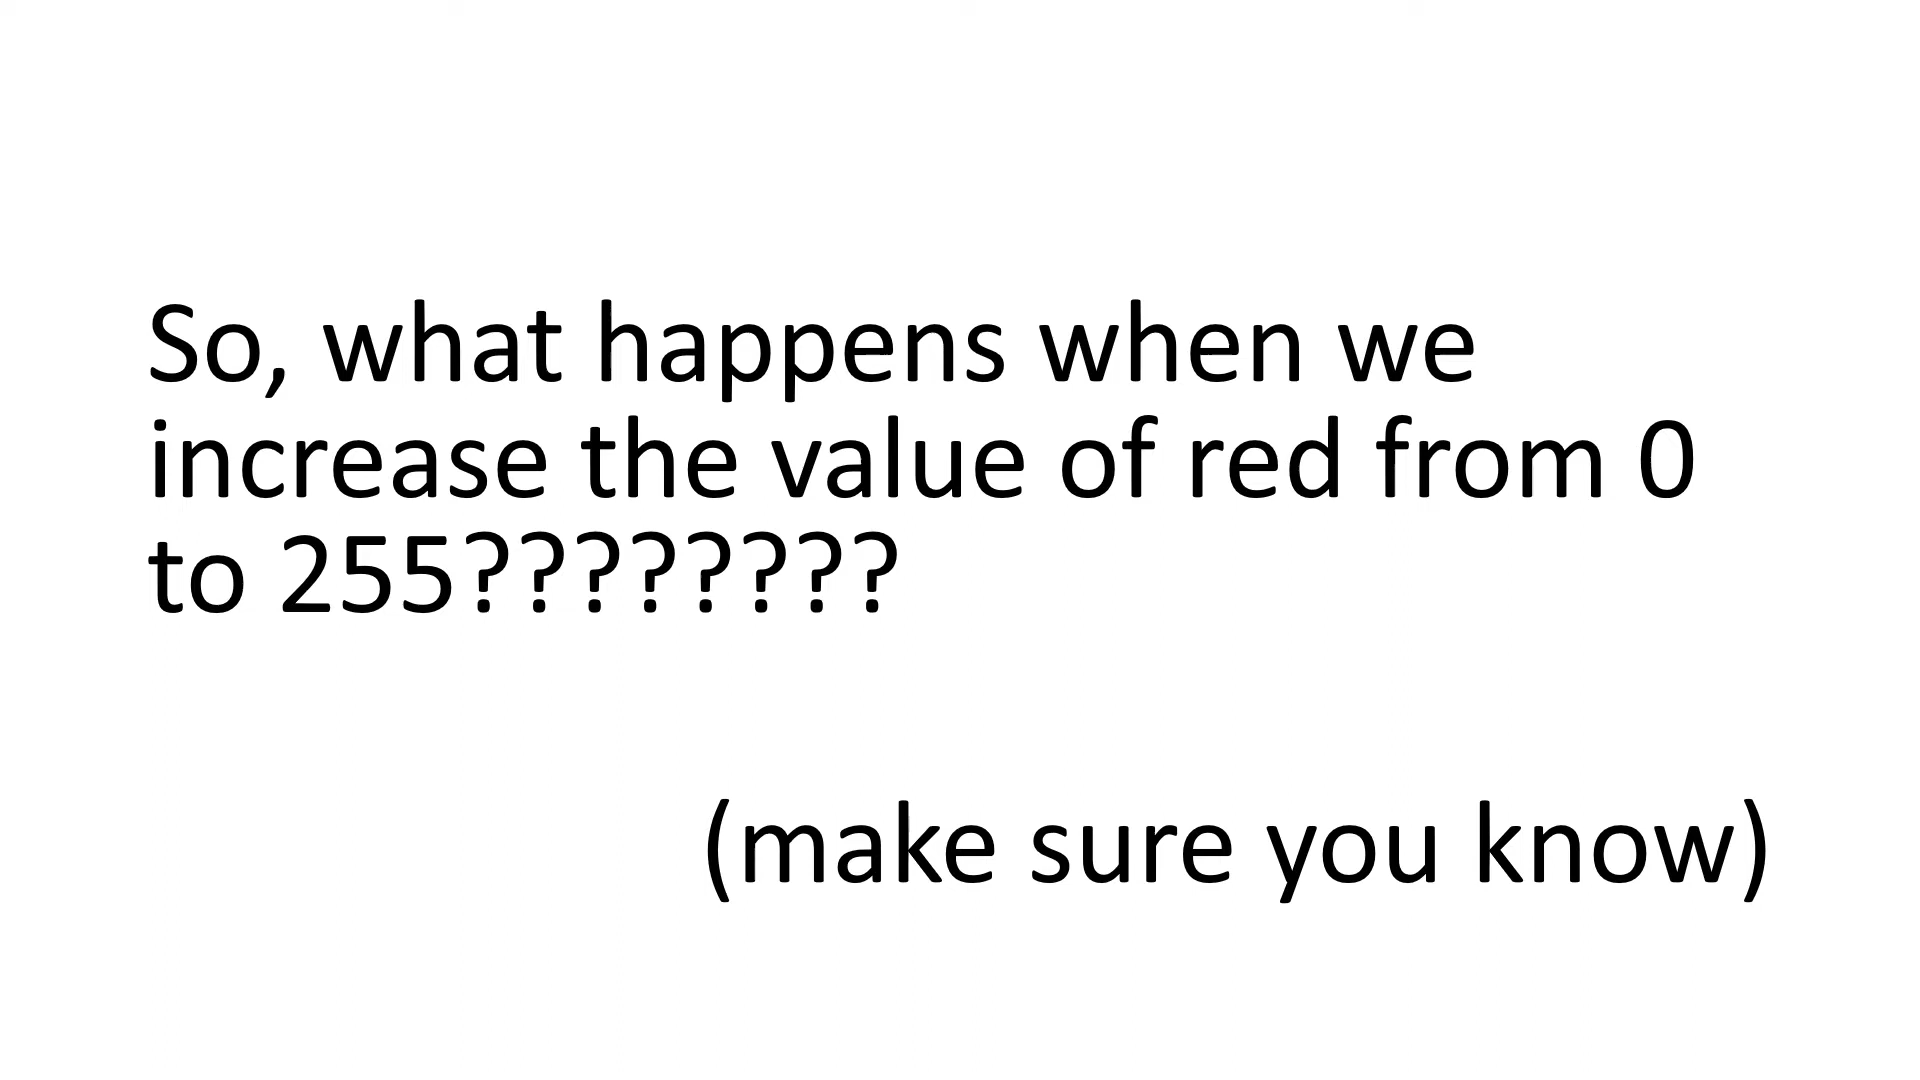 So, what happens when we
increase the value of red from 0
to 255????????
(make sure you know)